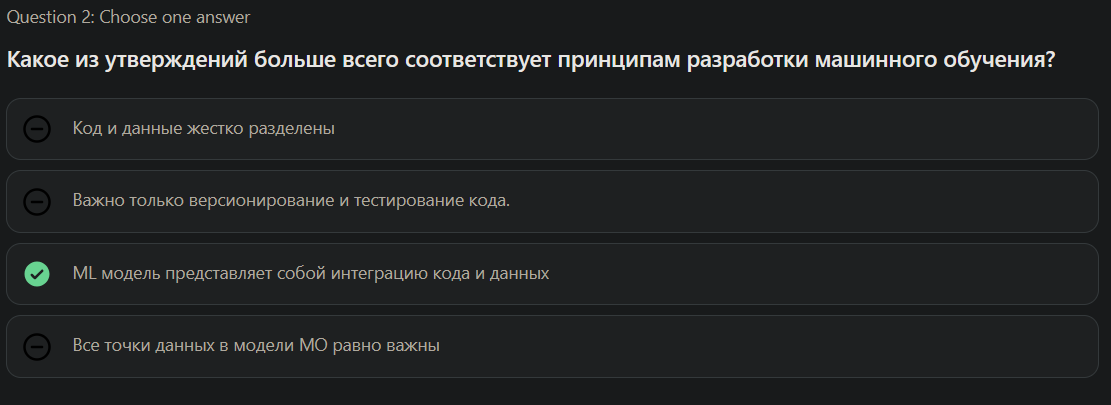 Question 2: Choose one answer
Какое из утверждений больше всего соответствует принципам разработки машинного обучения?
Код и данные жестко разделены
Важно только версионирование и тестирование кода.
ML модель представляет собой интеграцию кода и данных
Все точки данных в модели МО равно важны